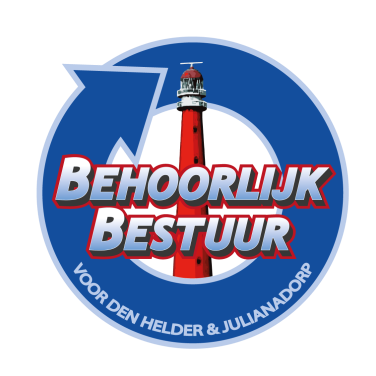 BEHOORLIJK
BESTUUR
VOOR DEN HELDER & JULIANADORP